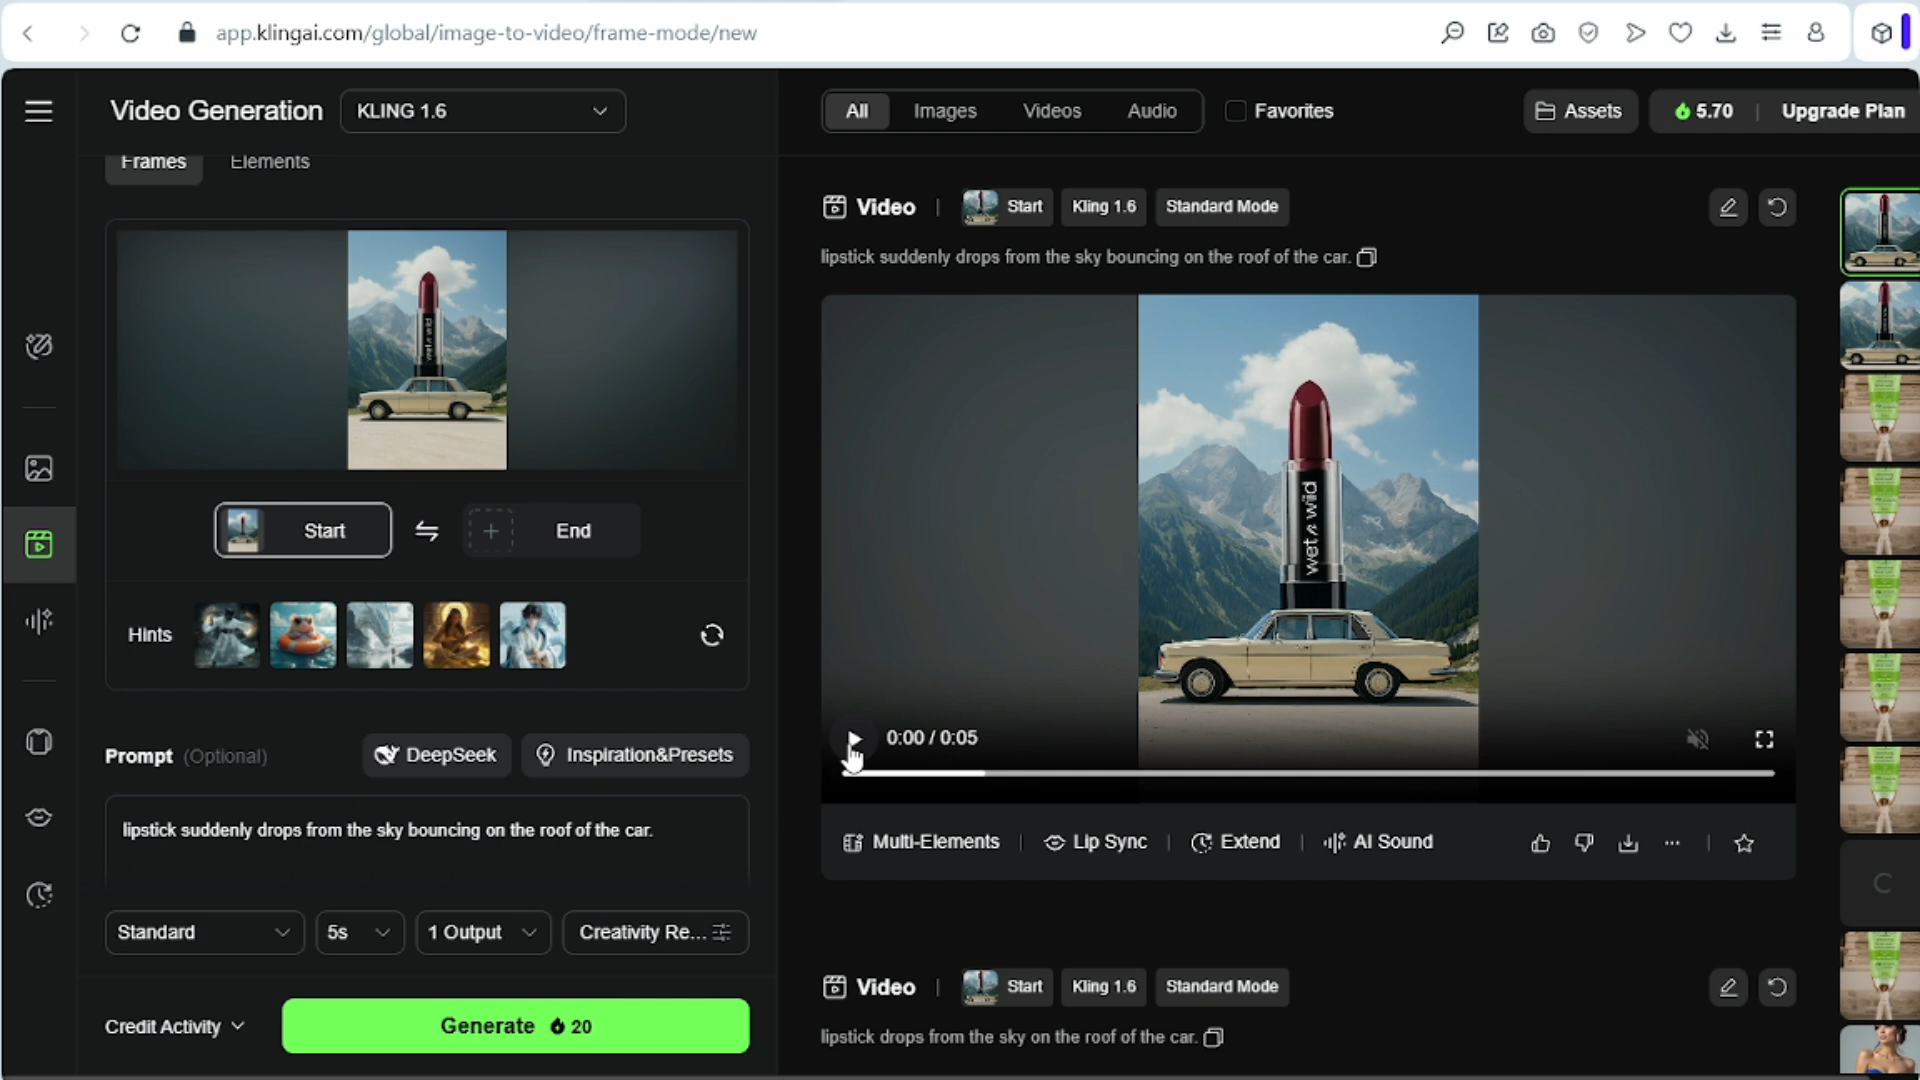 app.klingai.com/global/image-to-video/frame-mode/new
Video Generation
KLING 1.6
All
Images
Videos
Audio
Favorites
Assets
5.70
Upgrade Plan
Frames
Elements
Video
Start
Kling 1.6
Standard Mode
lipstick suddenly drops from the sky bouncing on the roof of the car.
wet n wild
wet n wild
Start
End
Hints
0:00 / 0:05
Prompt (Optional)
DeepSeek
Inspiration&Presets
lipstick suddenly drops from the sky bouncing on the roof of the car.
Multi-Elements
Lip Sync
Extend
AI Sound
Standard
5s
1 Output
Creativity Re...
Video
Start
Kling 1.6
Standard Mode
Credit Activity
Generate 20
lipstick drops from the sky on the roof of the car.